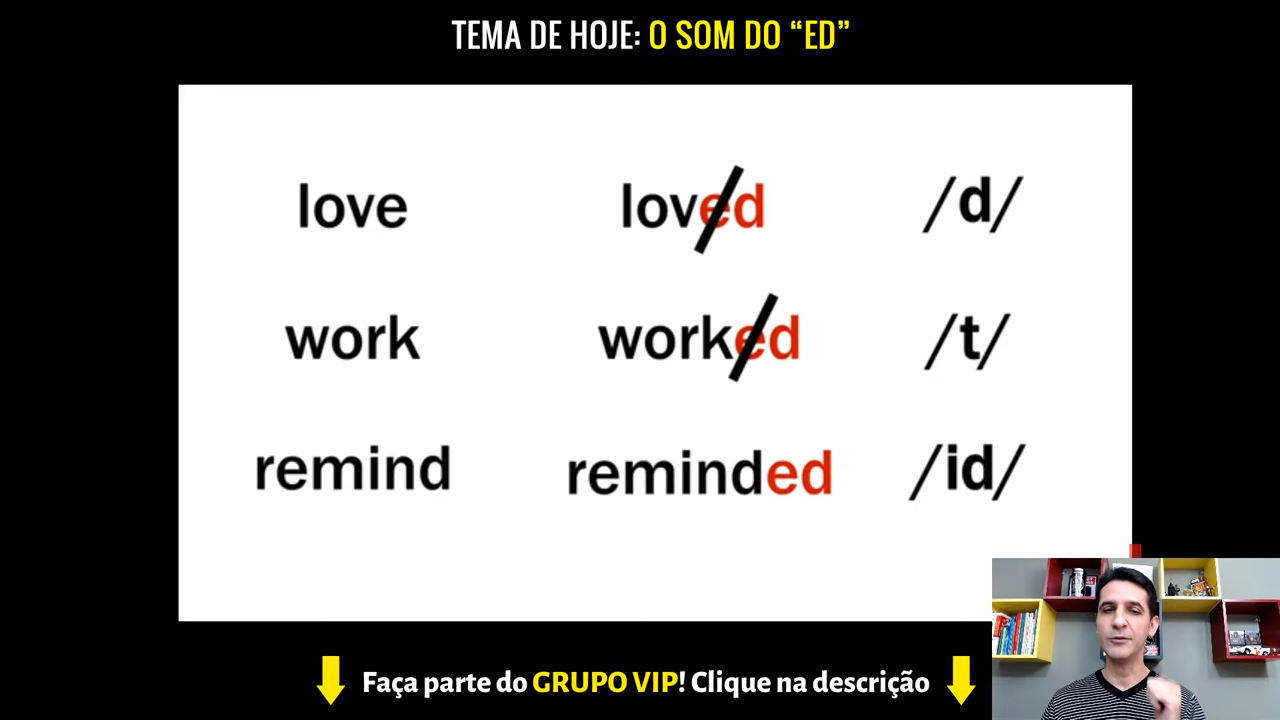 TEMA DE HOJE: O SOM DO “ED”
love loved /d/
work worked /t/
remind reminded /id/
Faça parte do GRUPO VIP! Clique na descrição